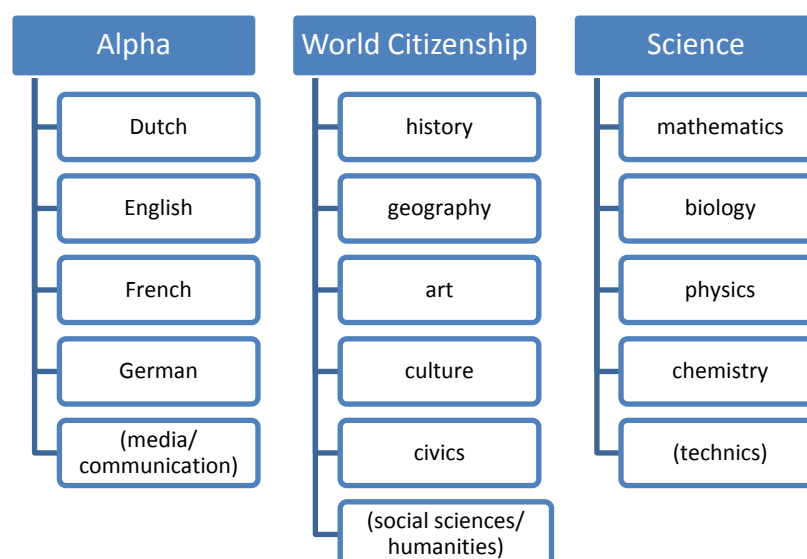 Alpha
Dutch
English
French
German
(media/
communication)
World Citizenship
history
geography
art
culture
civics
(social sciences/
humanities)
Science
mathematics
biology
physics
chemistry
(technics)